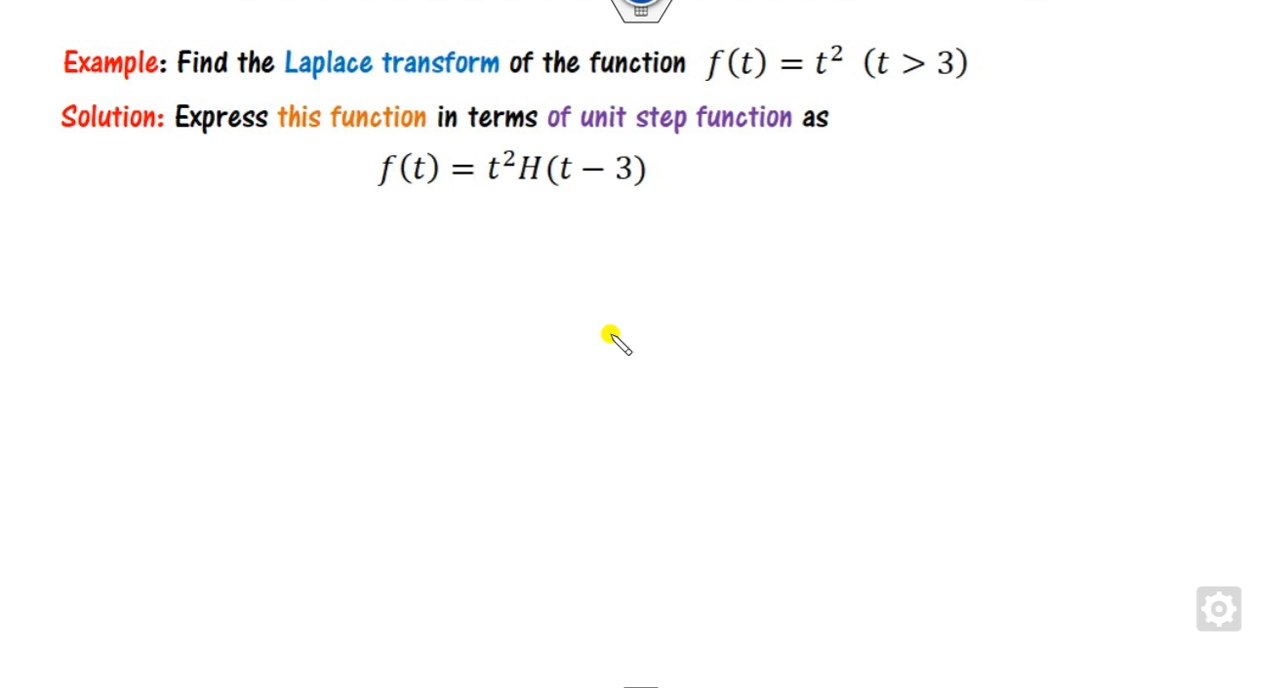 Example: Find the Laplace transform of the function f(t) = t² (t > 3)
Solution: Express this function in terms of unit step function as
f(t) = t²H(t − 3)